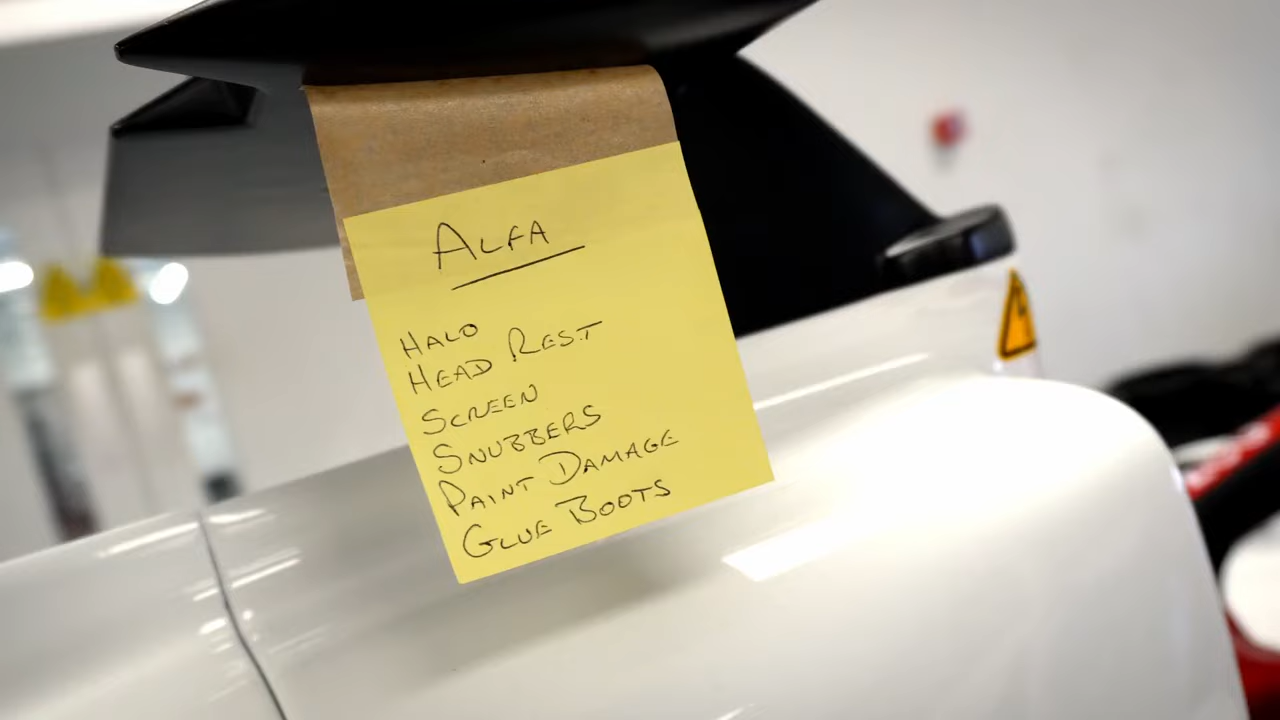 ALFA
HALO
HEAD REST
SCREEN
SNUBBERS
PAINT DAMAGE
GLUE BOOTS